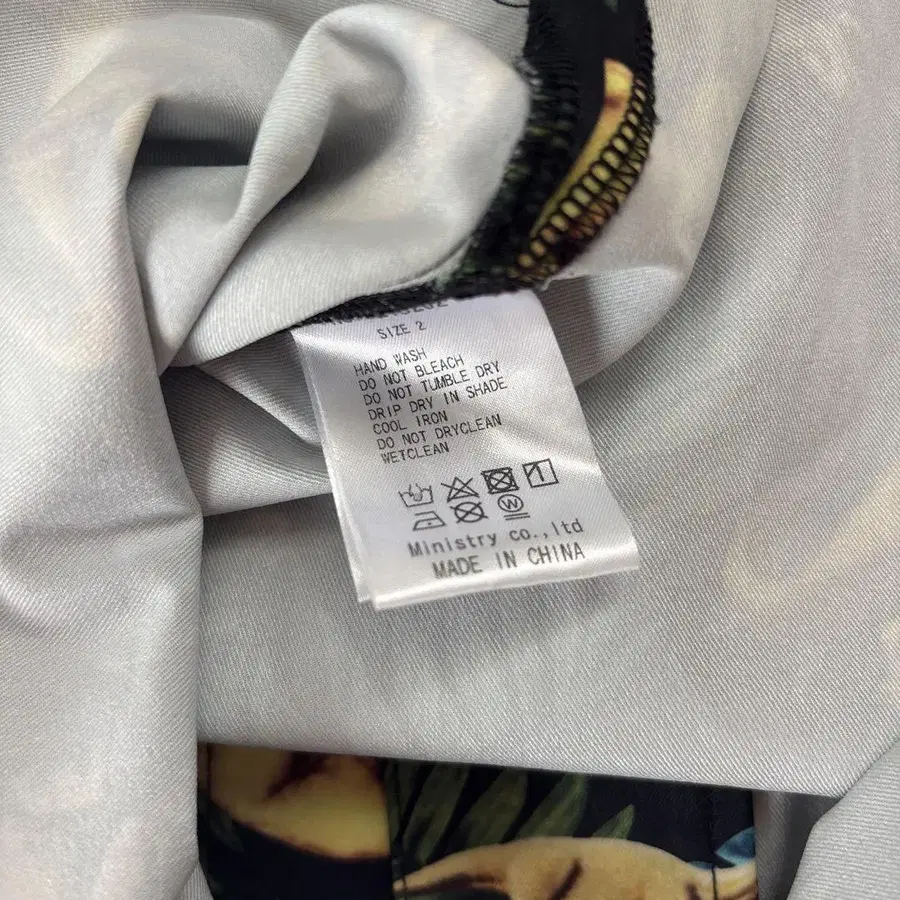 SIZE 2
HAND WASH
DO NOT BLEACH
DO NOT TUMBLE DRY
DRIP DRY IN SHADE
COOL IRON
DO NOT DRYCLEAN
WETCLEAN
W
Ministry co.,ltd
MADE IN CHINA